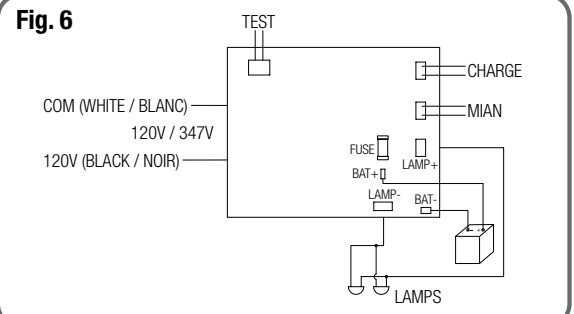 Fig. 6
TEST
CHARGE
COM (WHITE / BLANC)
MIAN
120V / 347V
120V (BLACK / NOIR)
FUSE
LAMP+
BAT+
LAMP-
BAT-
- +
LAMPS